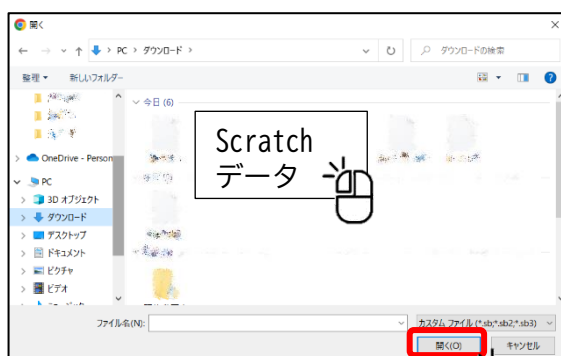 開く
PC > ダウンロード >
ダウンロードの検索
整理 新しいフォルダー
今日 (6)
Scratch
データ
OneDrive - Person
PC
3D オブジェクト
ダウンロード
デスクトップ
ドキュメント
ピクチャ
ビデオ
ファイル名(N):
カスタム ファイル (*.sb;*.sb2;*.sb3)
開く(O) キャンセル